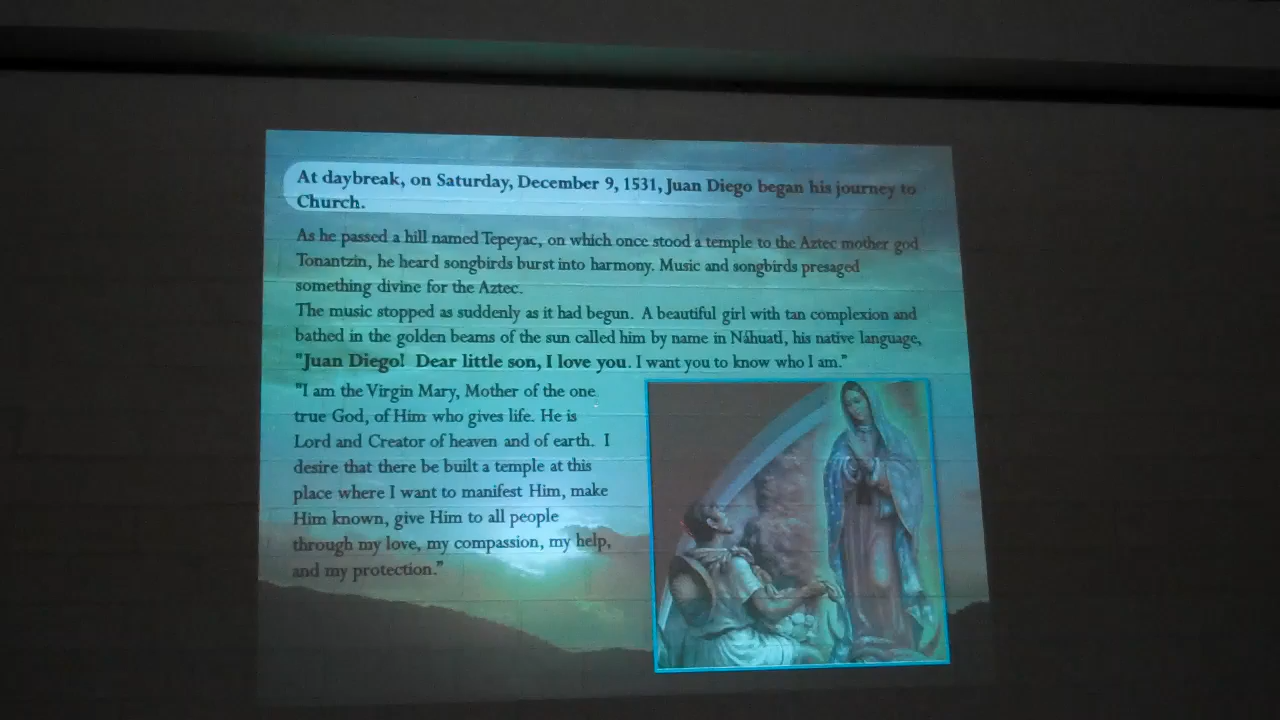 At daybreak, on Saturday, December 9, 1531, Juan Diego began his journey to
Church.
As he passed a hill named Tepeyac, on which once stood a temple to the Aztec mother god
Tonantzin, he heard songbirds burst into harmony. Music and songbirds presaged
something divine for the Aztec.
The music stopped as suddenly as it had begun. A beautiful girl with tan complexion and
bathed in the golden beams of the sun called him by name in Náhuatl, his native language,
"Juan Diego! Dear little son, I love you. I want you to know who I am."
"I am the Virgin Mary, Mother of the one
true God, of Him who gives life. He is
Lord and Creator of heaven and of earth. I
desire that there be built a temple at this
place where I want to manifest Him, make
Him known, give Him to all people
through my love, my compassion, my help,
and my protection."